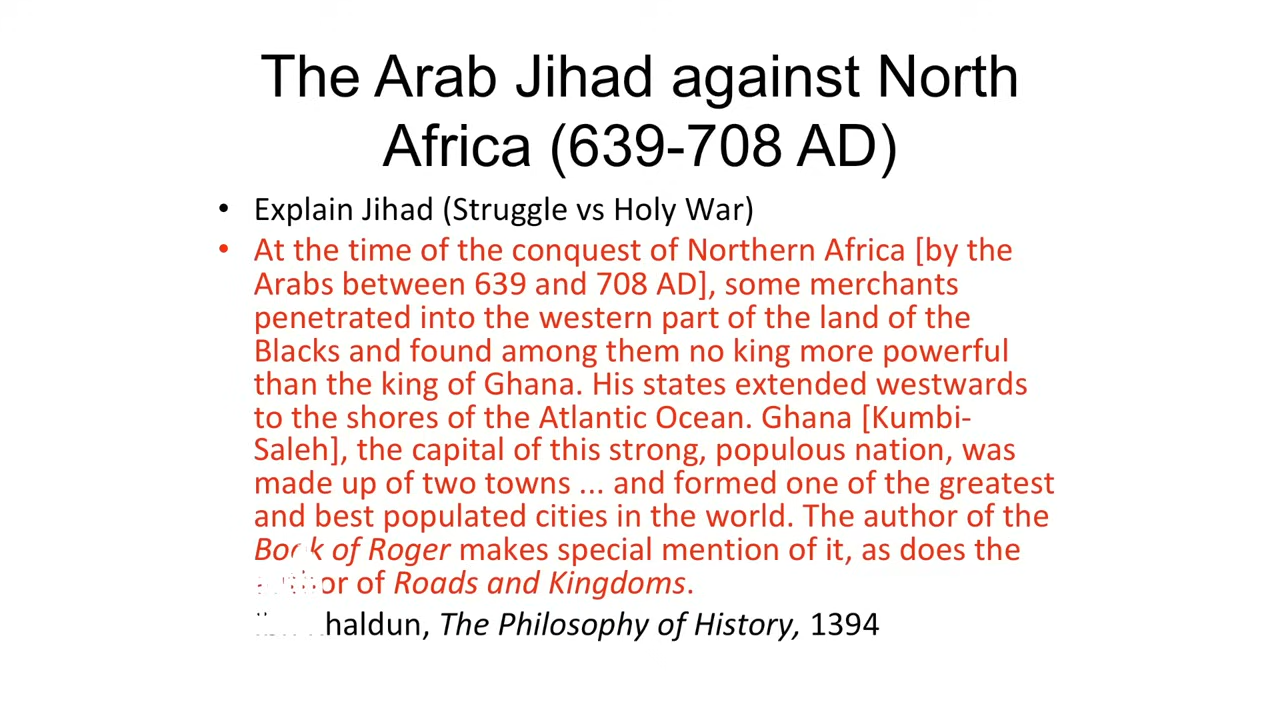 The Arab Jihad against North
Africa (639-708 AD)
• Explain Jihad (Struggle vs Holy War)
• At the time of the conquest of Northern Africa [by the
Arabs between 639 and 708 AD], some merchants
penetrated into the western part of the land of the
Blacks and found among them no king more powerful
than the king of Ghana. His states extended westwards
to the shores of the Atlantic Ocean. Ghana [Kumbi-
Saleh], the capital of this strong, populous nation, was
made up of two towns ... and formed one of the greatest
and best populated cities in the world. The author of the
Book of Roger makes special mention of it, as does the
of Roads and Kingdoms.
The Philosophy of History, 1394